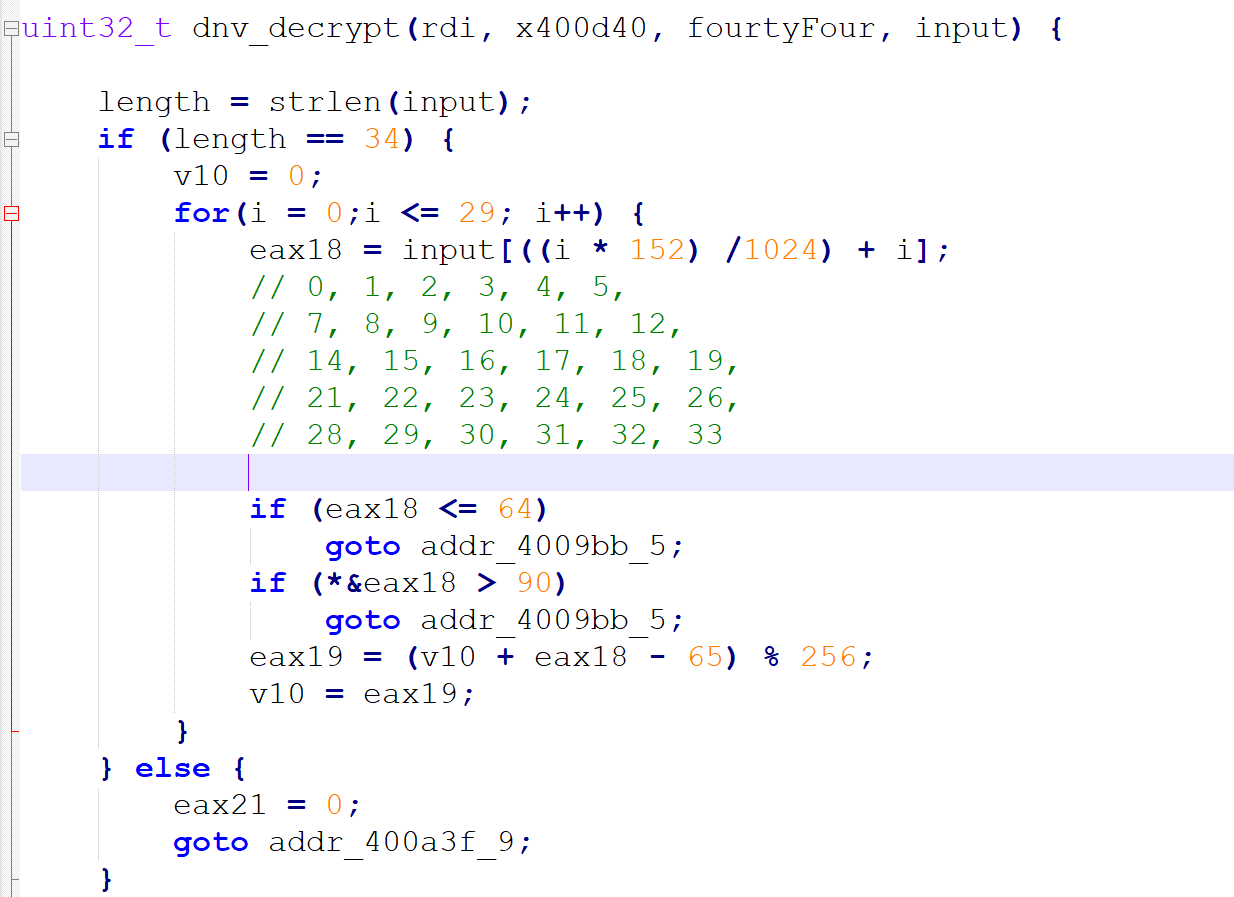 uint32_t dnv_decrypt(rdi, x400d40, fourtyFour, input) {
length = strlen(input);
if (length == 34) {
v10 = 0;
for(i = 0;i <= 29; i++) {
eax18 = input[((i * 152) /1024) + i];
// 0, 1, 2, 3, 4, 5,
// 7, 8, 9, 10, 11, 12,
// 14, 15, 16, 17, 18, 19,
// 21, 22, 23, 24, 25, 26,
// 28, 29, 30, 31, 32, 33
if (eax18 <= 64)
goto addr_4009bb_5;
if (*&eax18 > 90)
goto addr_4009bb_5;
eax19 = (v10 + eax18 - 65) % 256;
v10 = eax19;
}
} else {
eax21 = 0;
goto addr_400a3f_9;
}